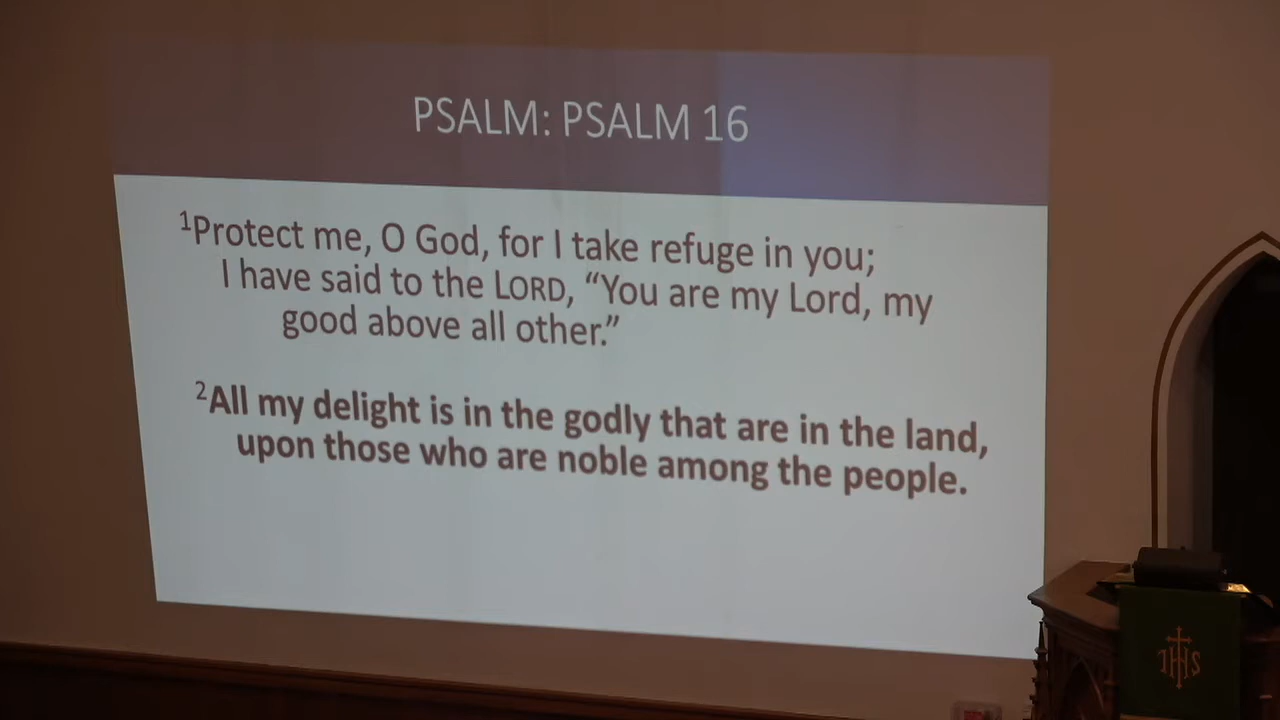 PSALM: PSALM 16
¹Protect me, O God, for I take refuge in you;
I have said to the LORD, “You are my Lord, my
good above all other.”
²All my delight is in the godly that are in the land,
upon those who are noble among the people.
IHS